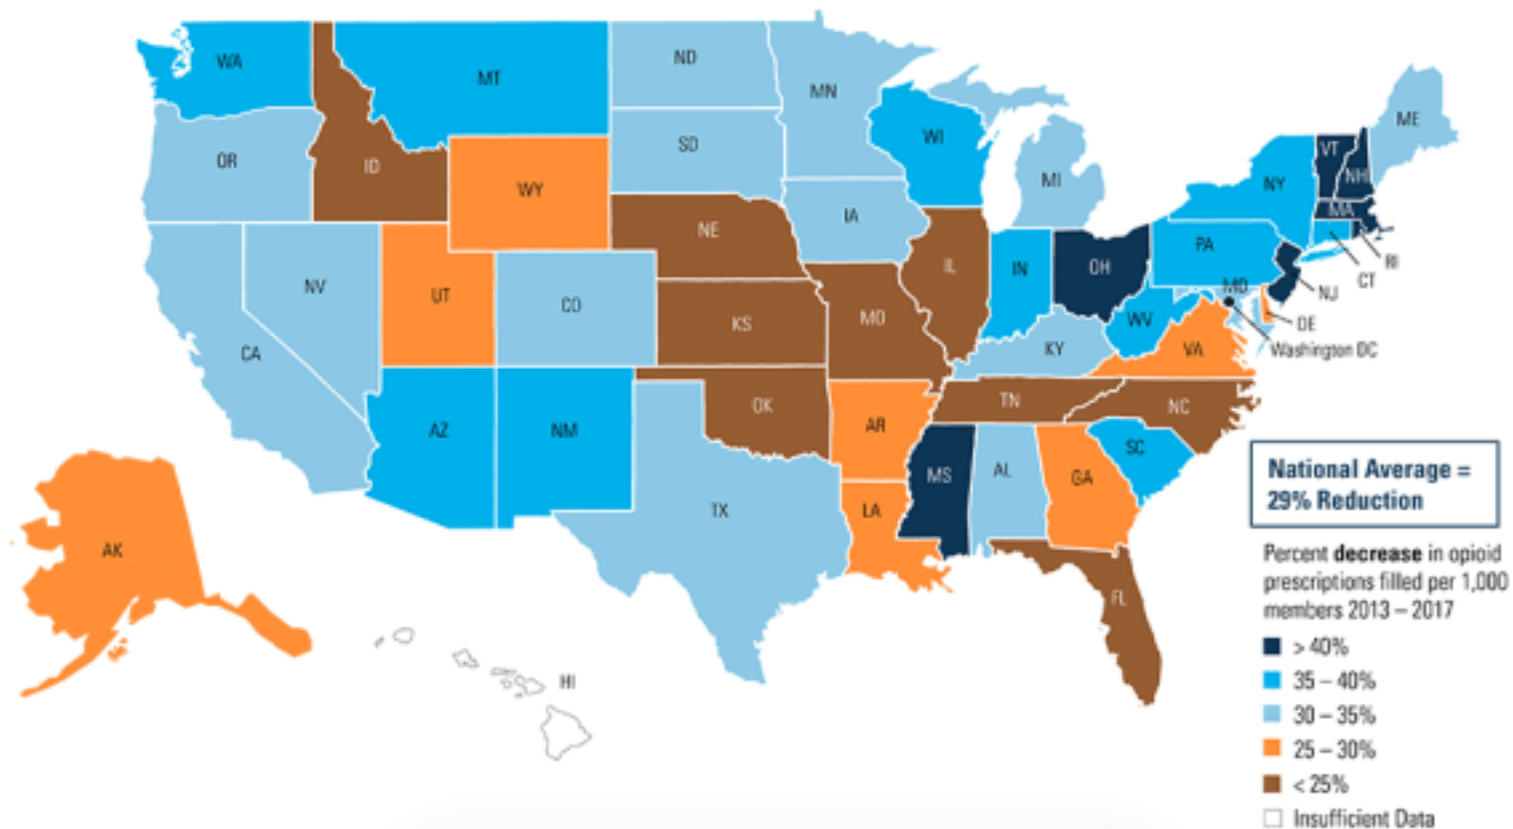 WA
MT
ND
MN
ME
OR
ID
SD
WI
VT
NH
WY
MI
NY
MA
NE
IA
PA
RI
CT
NV
UT
CO
IL
IN
OH
NJ
MD
DE
KS
MO
WV
KY
VA
Washington DC
CA
OK
TN
NC
AZ
NM
AR
SC
MS
AL
GA
TX
LA
AK
FL
HI
National Average =
29% Reduction
Percent decrease in opioid
prescriptions filled per 1,000
members 2013 – 2017
> 40%
35 – 40%
30 – 35%
25 – 30%
< 25%
Insufficient Data